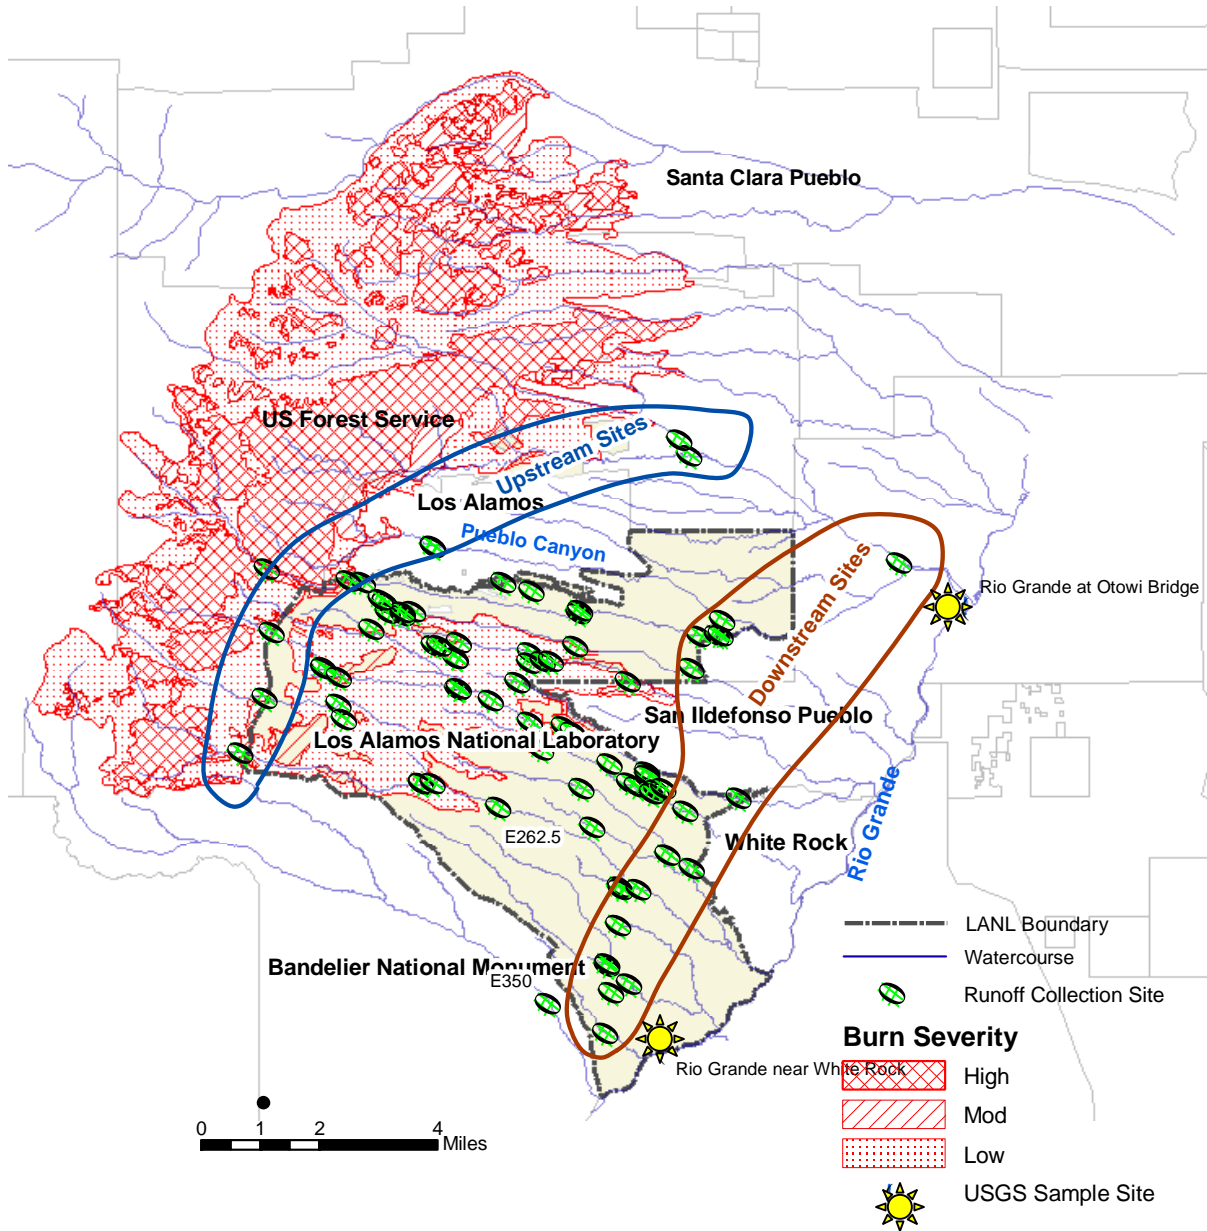 Santa Clara Pueblo
US Forest Service
Upstream Sites
Los Alamos
Pueblo Canyon
Downstream Sites
Rio Grande at Otowi Bridge
San Ildefonso Pueblo
Los Alamos National Laboratory
E262.5
White Rock
Rio Grande
Bandelier National Monument
E350
Rio Grande near White Rock
LANL Boundary
Watercourse
Runoff Collection Site
Burn Severity
High
Mod
Low
USGS Sample Site
0 1 2 4
Miles